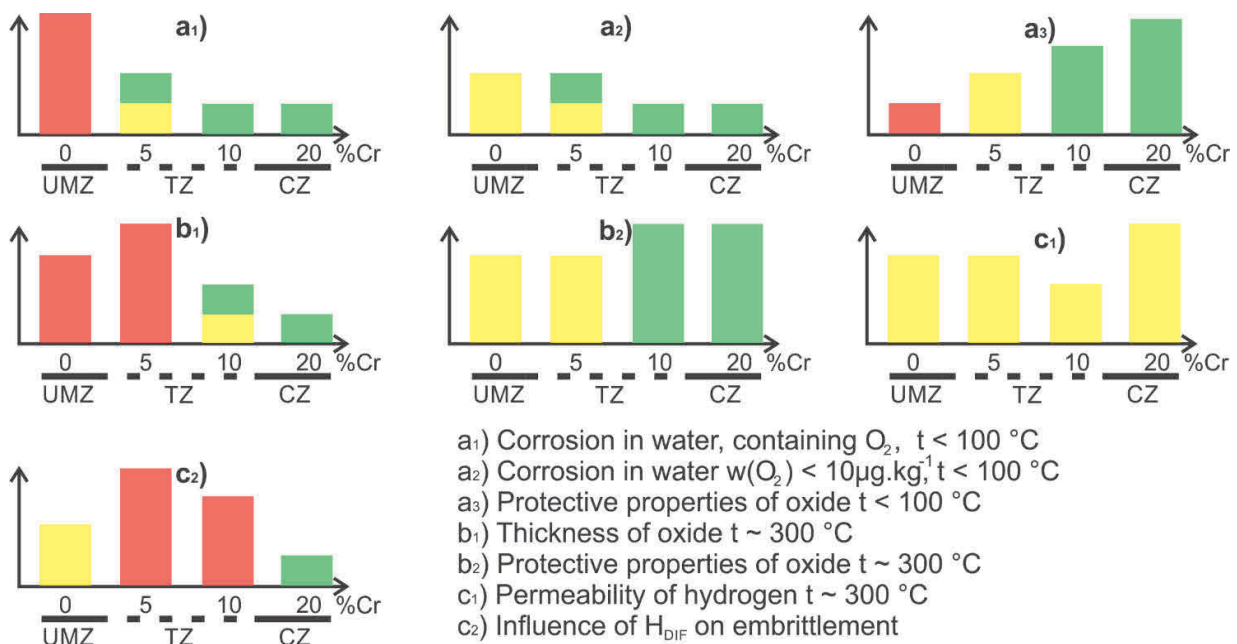 a₁)
0 5 10 20 %Cr
UMZ TZ CZ
a₂)
0 5 10 20 %Cr
UMZ TZ CZ
a₃)
0 5 10 20 %Cr
UMZ TZ CZ
b₁)
0 5 10 20 %Cr
UMZ TZ CZ
b₂)
0 5 10 20 %Cr
UMZ TZ CZ
c₁)
0 5 10 20 %Cr
UMZ TZ CZ
c₂)
0 5 10 20 %Cr
UMZ TZ CZ
a₁) Corrosion in water, containing O₂, t < 100 °C
a₂) Corrosion in water w(O₂) < 10µg.kg⁻¹, t < 100 °C
a₃) Protective properties of oxide t < 100 °C
b₁) Thickness of oxide t ~ 300 °C
b₂) Protective properties of oxide t ~ 300 °C
c₁) Permeability of hydrogen t ~ 300 °C
c₂) Influence of H_DIF on embrittlement